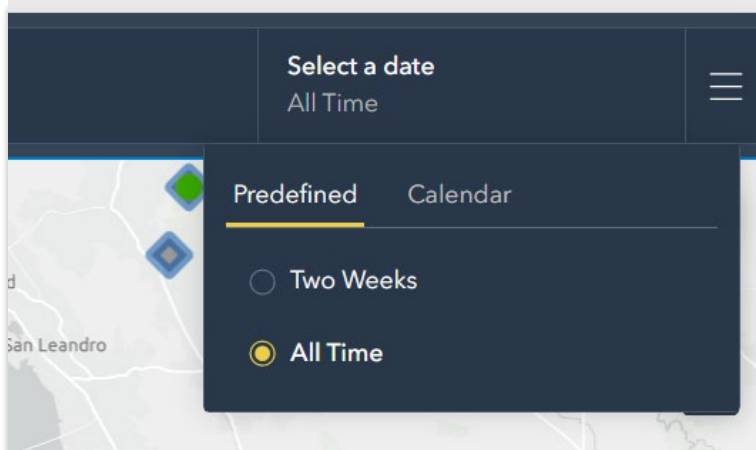 Select a date
All Time
Predefined Calendar
Two Weeks
All Time
d
San Leandro